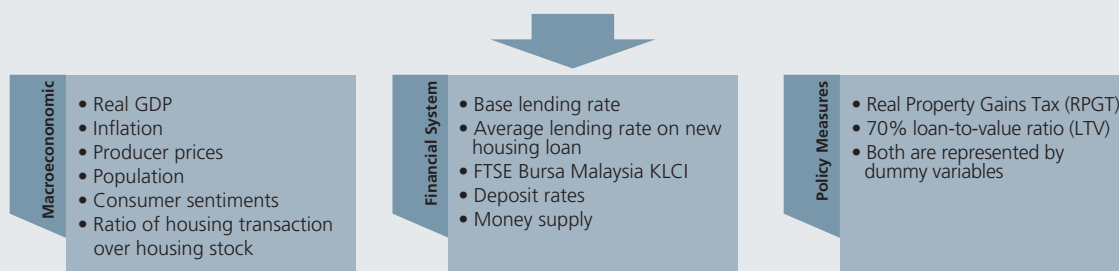 Macroecononomic
• Real GDP
• Inflation
• Producer prices
• Population
• Consumer sentiments
• Ratio of housing transaction
over housing stock
Financial System
• Base lending rate
• Average lending rate on new
housing loan
• FTSE Bursa Malaysia KLCI
• Deposit rates
• Money supply
Policy Measures
• Real Property Gains Tax (RPGT)
• 70% loan-to-value ratio (LTV)
• Both are represented by
dummy variables